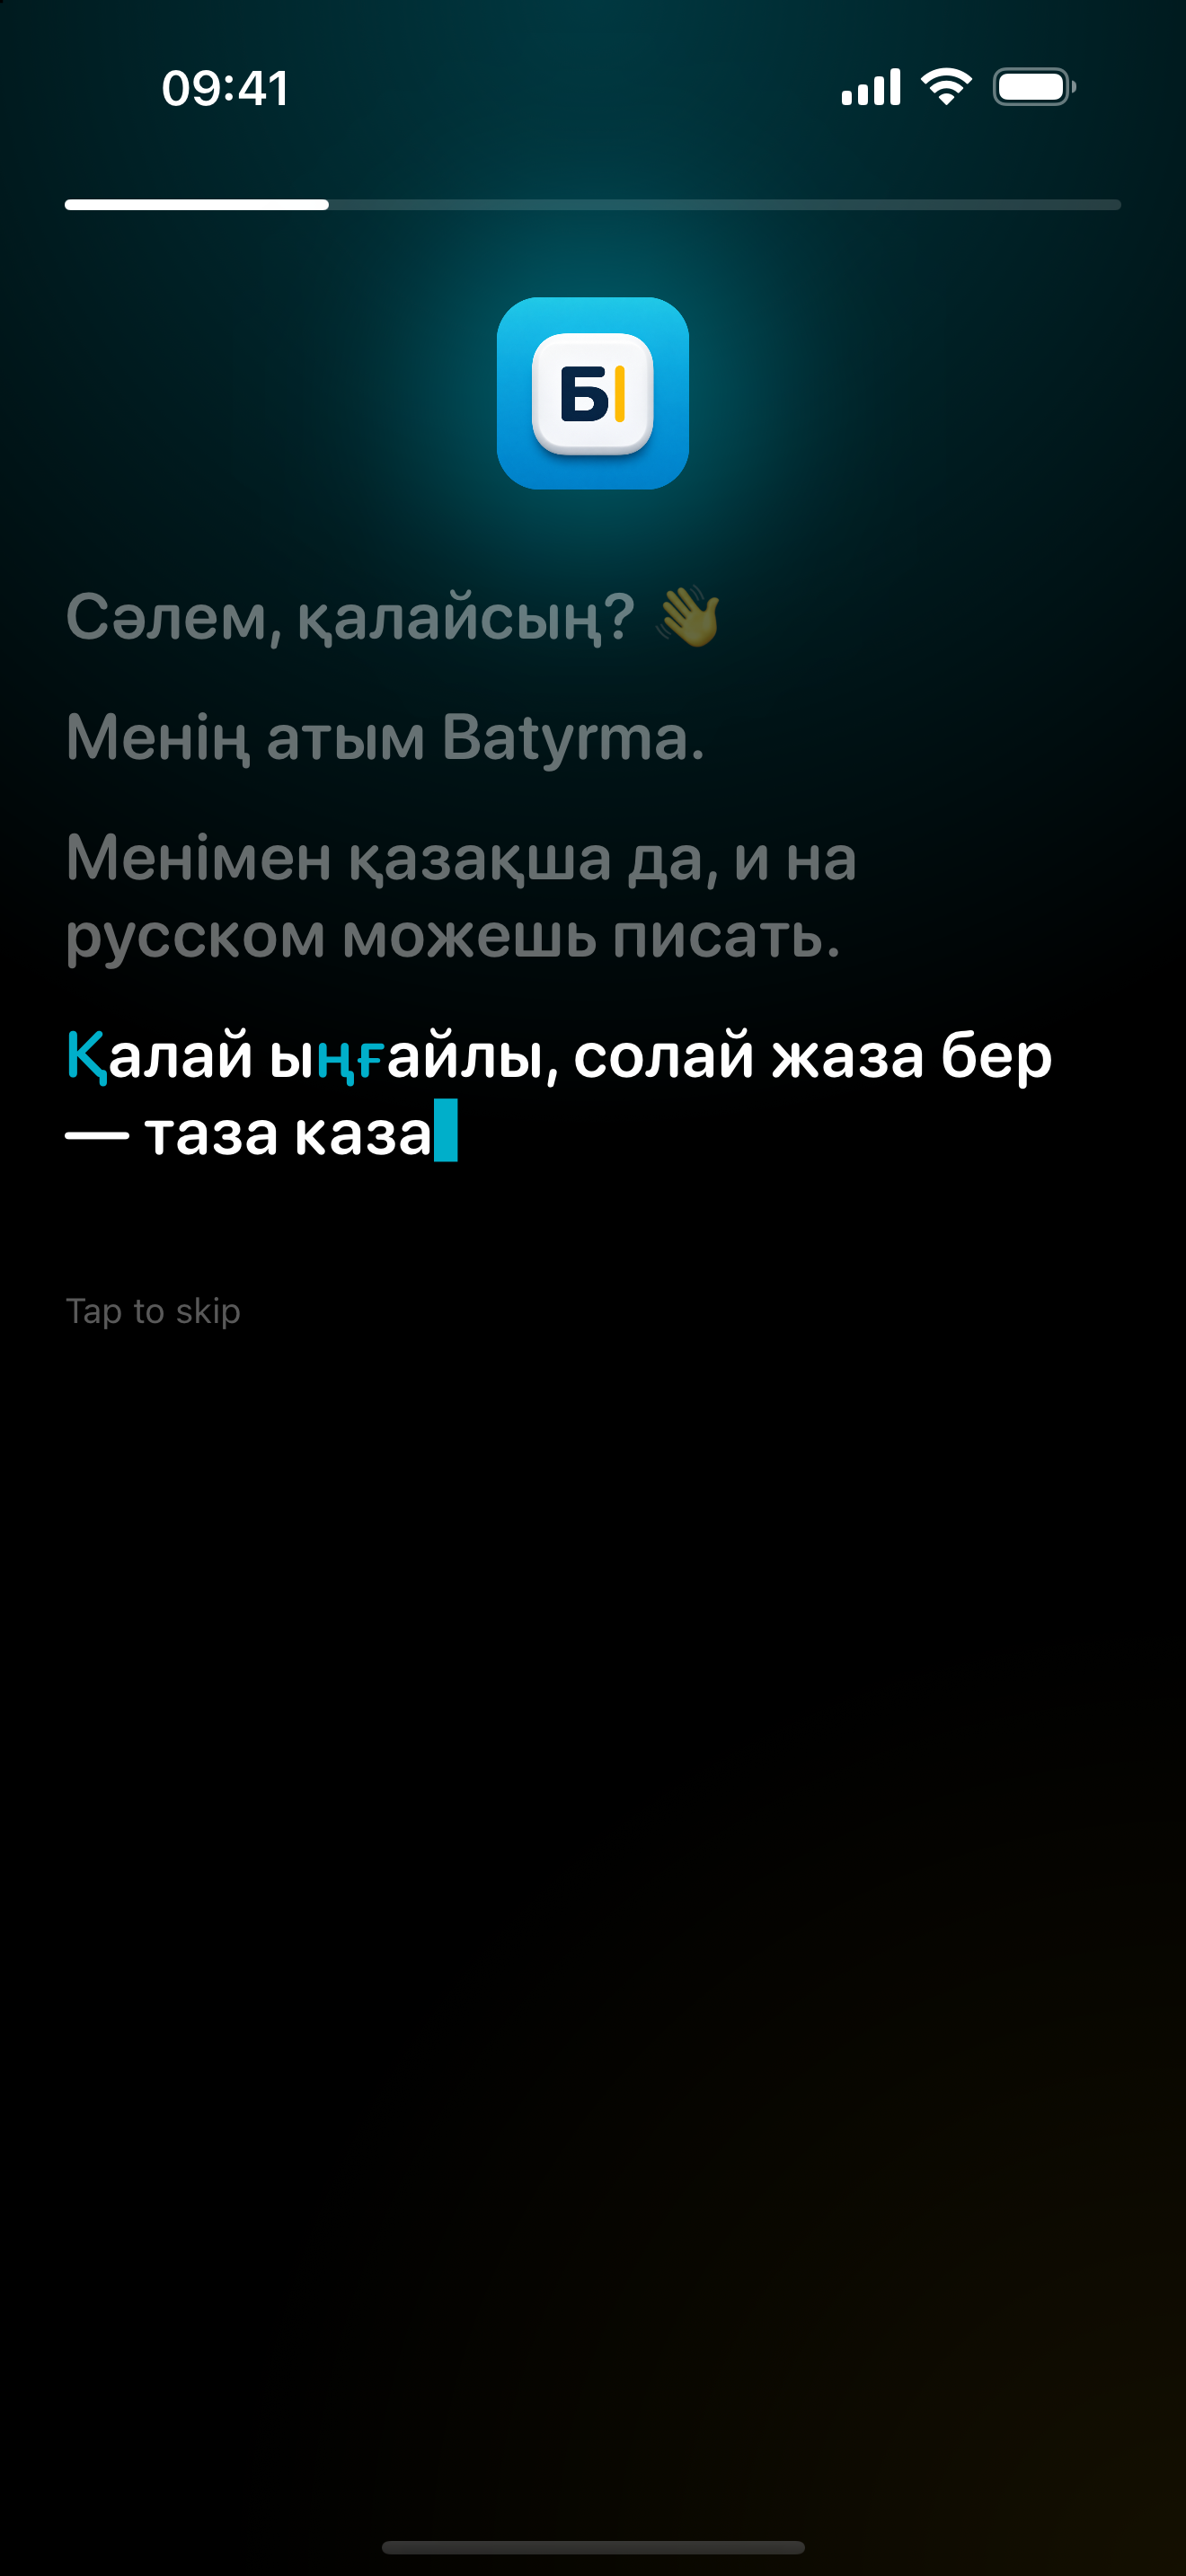 09:41
Б
Сәлем, қалайсың? 👋
Менің атым Batyrma.
Менімен қазақша да, и на
русском можешь писать.
Қалай ыңғайлы, солай жаза бер
— таза каза
Tap to skip